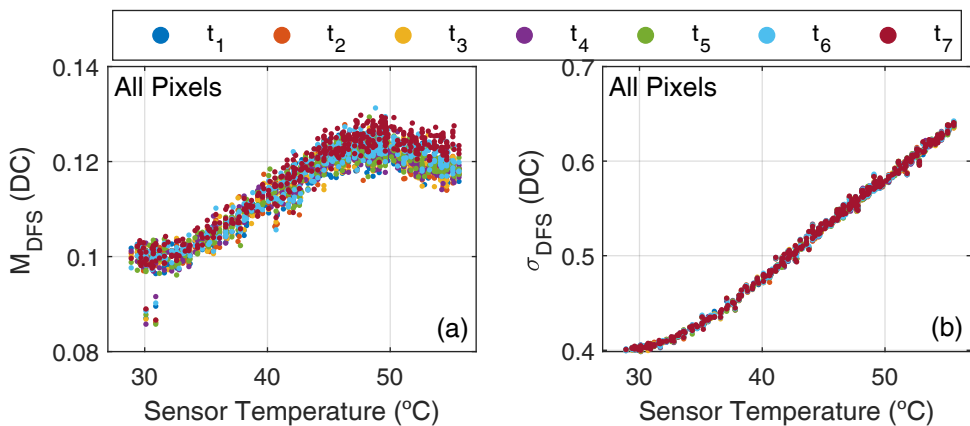 t1 t2 t3 t4 t5 t6 t7
All Pixels
0.14
0.12
0.1
0.08
MDFS (DC)
30 40 50
Sensor Temperature (ºC)
(a)
All Pixels
0.7
0.6
0.5
0.4
σDFS (DC)
30 40 50
Sensor Temperature (ºC)
(b)